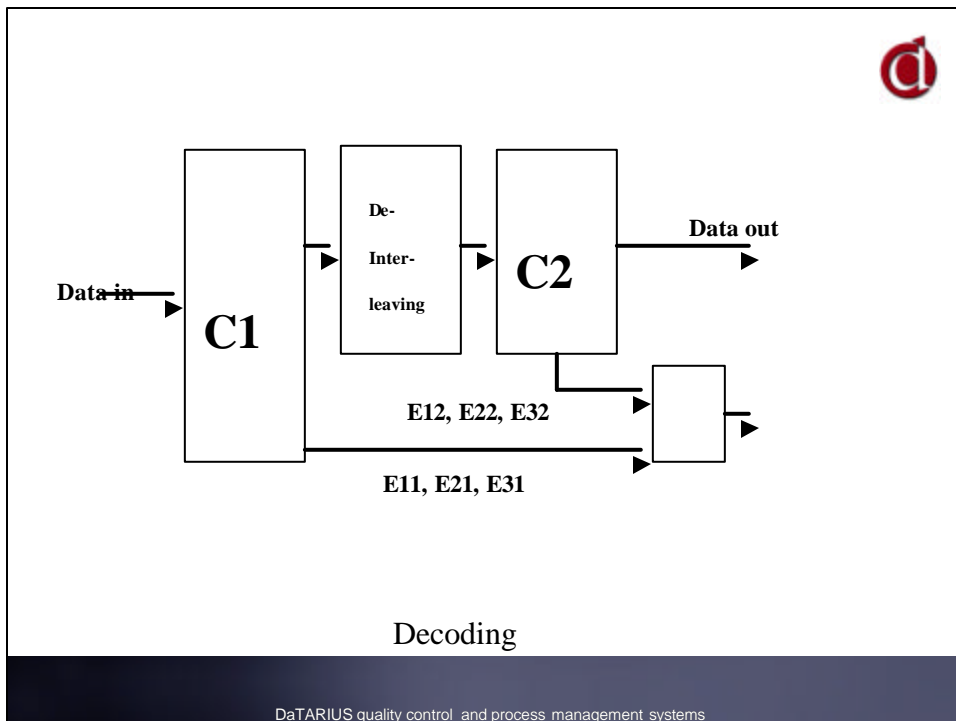 Data in
C1
De-
Inter-
leaving
C2
Data out
E12, E22, E32
E11, E21, E31
Decoding
DaTARIUS quality control and process management systems